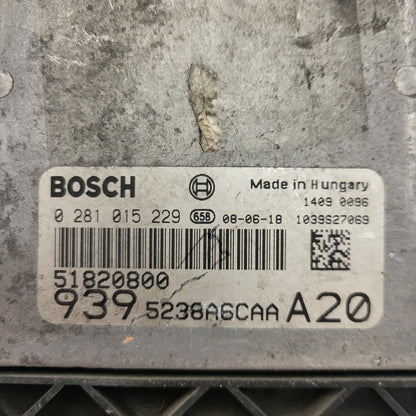 BOSCH Made in Hungary
1409 0096
0 281 015 229 658 08-06-18 1039S27069
51820800
939 5238A6CAA A20